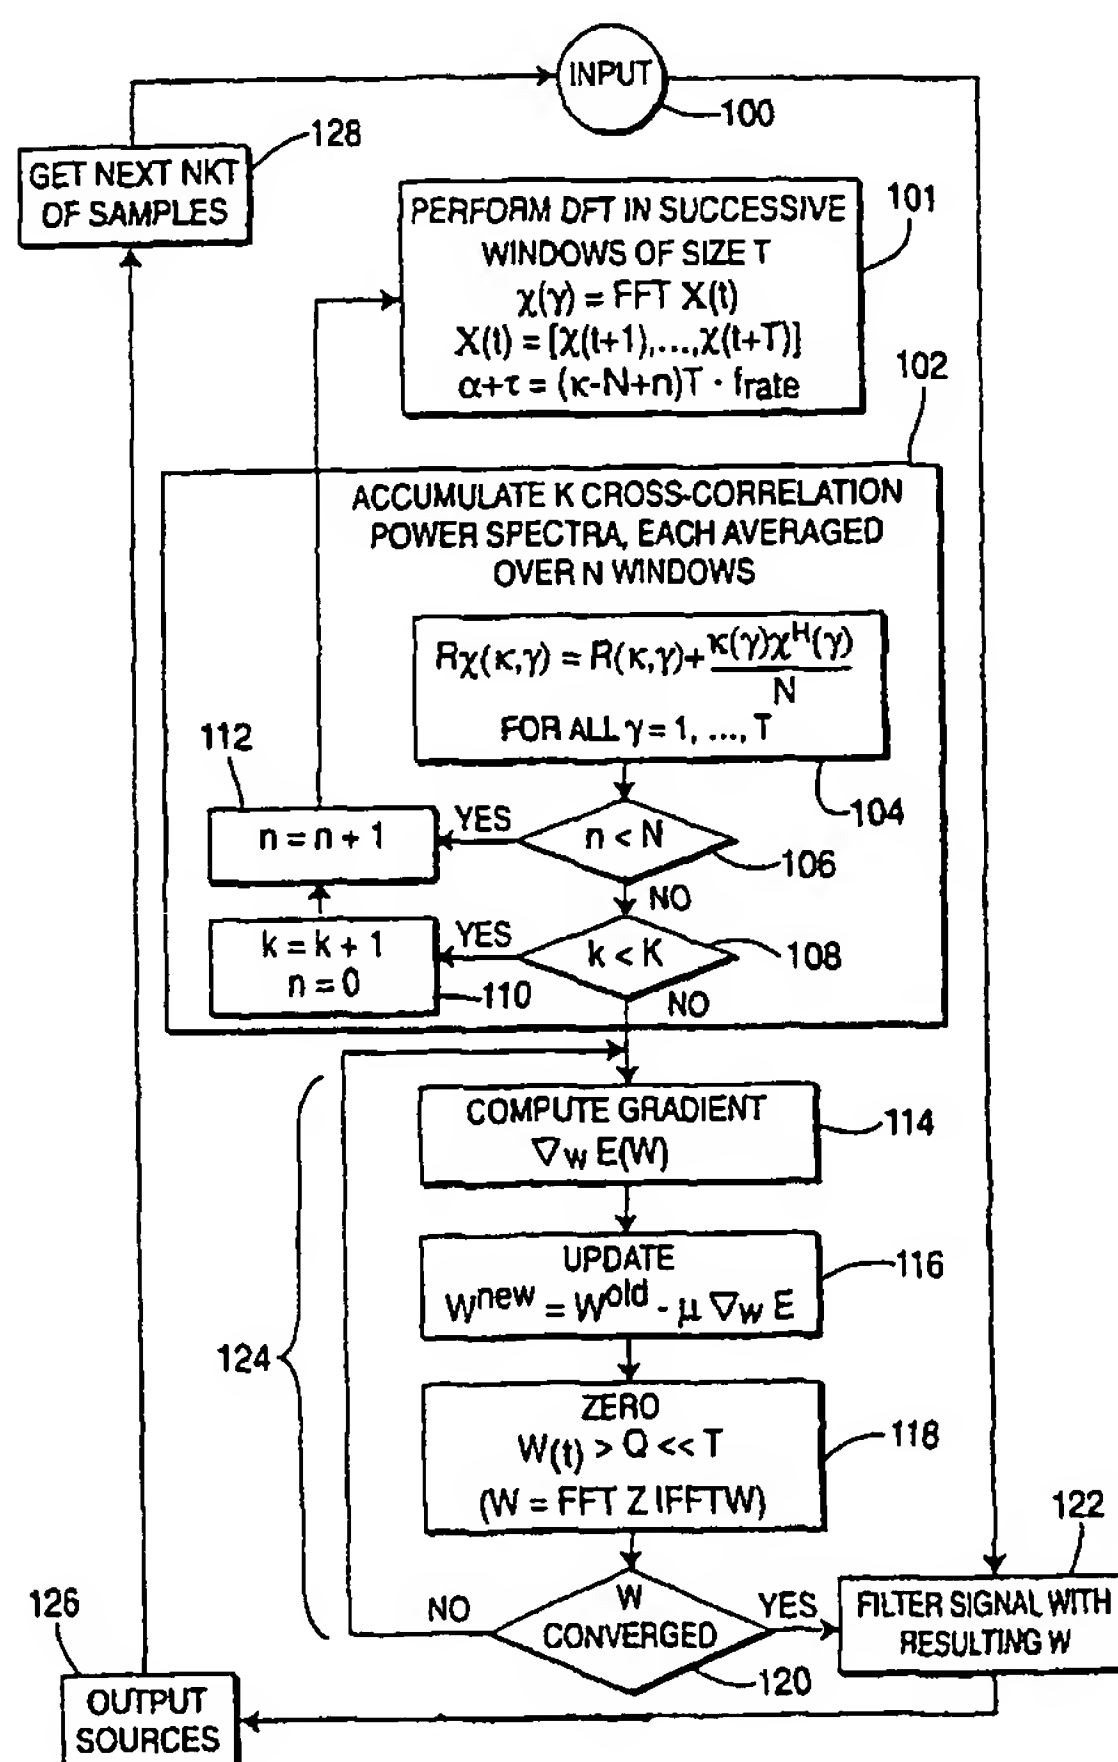 INPUT
100
128
GET NEXT NKT
OF SAMPLES
101
PERFORM DFT IN SUCCESSIVE
WINDOWS OF SIZE T
χ(γ) = FFT X(t)
X(t) = [χ(t+1),...,χ(t+T)]
α+τ = (κ-N+n)T · frate
102
ACCUMULATE K CROSS-CORRELATION
POWER SPECTRA, EACH AVERAGED
OVER N WINDOWS
Rχ(κ,γ) = R(κ,γ)+κ(γ)χᴴ(γ)
N
FOR ALL γ = 1, ..., T
104
112
n = n + 1
YES
n < N
106
NO
k = k + 1
n = 0
110
YES
k < K
108
NO
COMPUTE GRADIENT
∇w E(W)
114
UPDATE
Wnew = Wold - μ ∇w E
116
124
ZERO
W(t) > Q << T
(W = FFT Z IFFTW)
118
NO
W
CONVERGED
YES
120
122
FILTER SIGNAL WITH
RESULTING W
126
OUTPUT
SOURCES